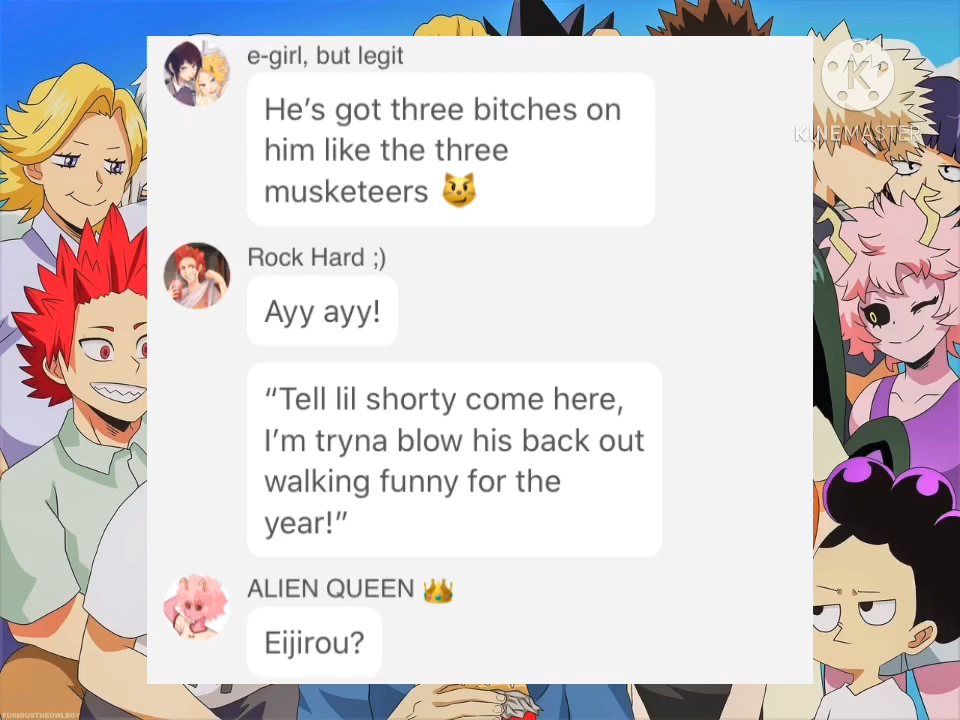 e-girl, but legit
He's got three bitches on
him like the three
musketeers 😼
K
KINEMASTER
Rock Hard ;)
Ayy ayy!
“Tell lil shorty come here,
I'm tryna blow his back out
walking funny for the
year!”
ALIEN QUEEN 👑
Eijirou?
FURIOUSTHEOWLBOY